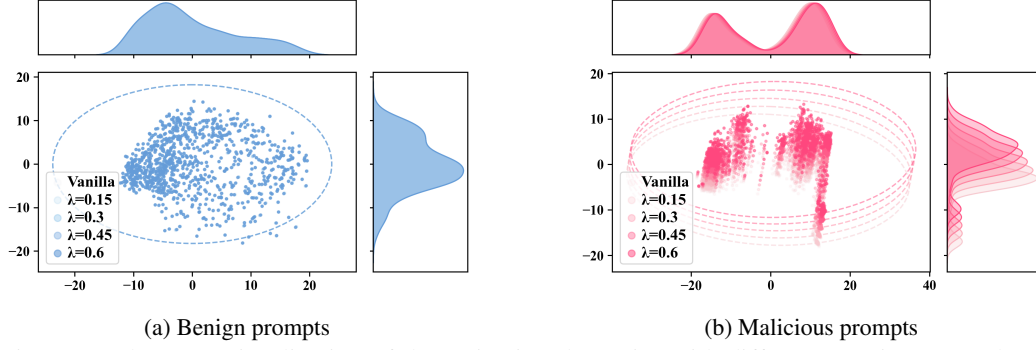 20
10
0
−10
−20
Vanilla
λ=0.15
λ=0.3
λ=0.45
λ=0.6
−20 −10 0 10 20
(a) Benign prompts
20
10
0
−10
−20
Vanilla
λ=0.15
λ=0.3
λ=0.45
λ=0.6
−20 0 20 40
(b) Malicious prompts